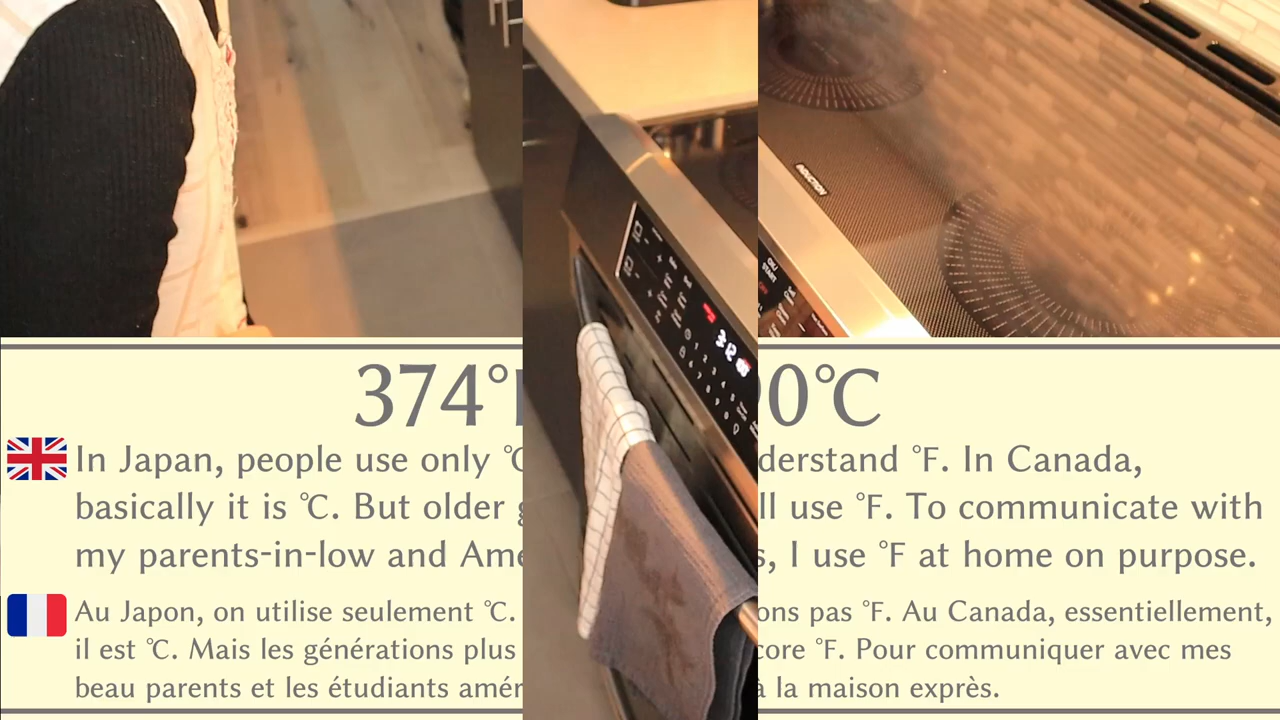 INDUCTION
374° 0℃
In Japan, people use only derstand ℉. In Canada,
basically it is ℃. But older ll use ℉. To communicate with
my parents-in-low and Ame s, I use ℉ at home on purpose.
Au Japon, on utilise seulement ℃. ons pas ℉. Au Canada, essentiellement,
il est ℃. Mais les générations plus core ℉. Pour communiquer avec mes
beau parents et les étudiants amér à la maison exprès.